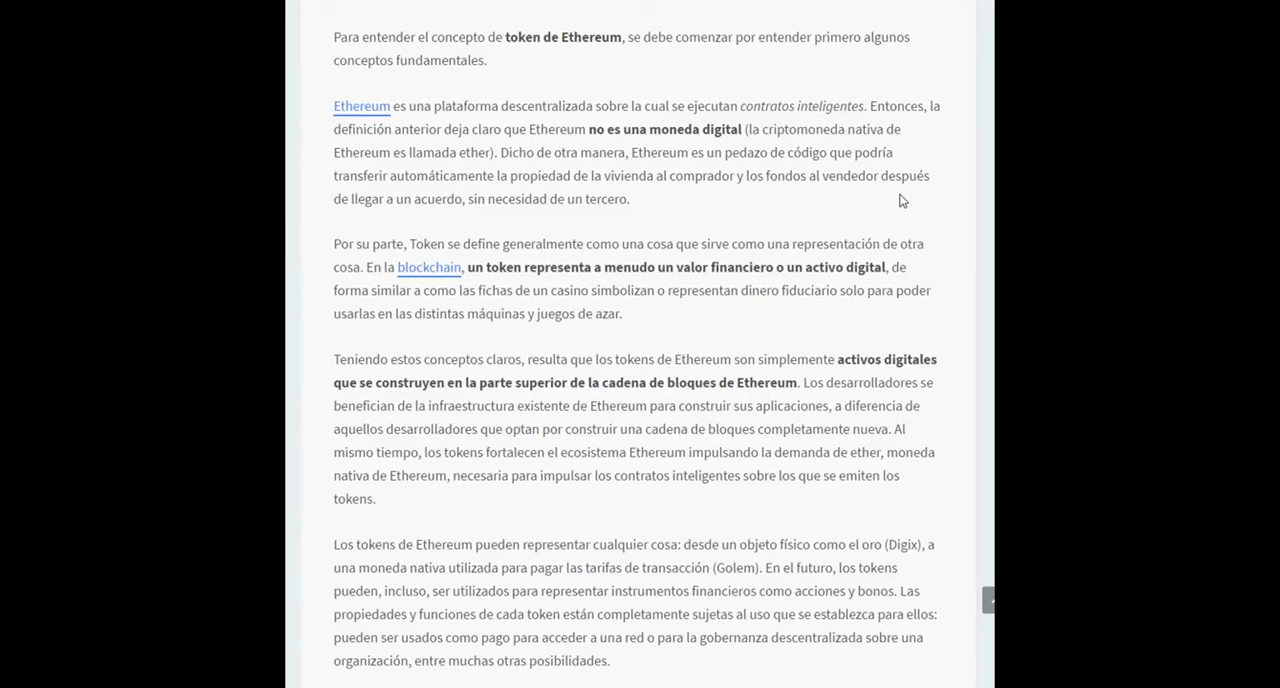 Para entender el concepto de token de Ethereum, se debe comenzar por entender primero algunos
conceptos fundamentales.
Ethereum es una plataforma descentralizada sobre la cual se ejecutan contratos inteligentes. Entonces, la
definición anterior deja claro que Ethereum no es una moneda digital (la criptomoneda nativa de
Ethereum es llamada ether). Dicho de otra manera, Ethereum es un pedazo de código que podría
transferir automáticamente la propiedad de la vivienda al comprador y los fondos al vendedor después
de llegar a un acuerdo, sin necesidad de un tercero.
Por su parte, Token se define generalmente como una cosa que sirve como una representación de otra
cosa. En la blockchain, un token representa a menudo un valor financiero o un activo digital, de
forma similar a como las fichas de un casino simbolizan o representan dinero fiduciario solo para poder
usarlas en las distintas máquinas y juegos de azar.
Teniendo estos conceptos claros, resulta que los tokens de Ethereum son simplemente activos digitales
que se construyen en la parte superior de la cadena de bloques de Ethereum. Los desarrolladores se
benefician de la infraestructura existente de Ethereum para construir sus aplicaciones, a diferencia de
aquellos desarrolladores que optan por construir una cadena de bloques completamente nueva. Al
mismo tiempo, los tokens fortalecen el ecosistema Ethereum impulsando la demanda de ether, moneda
nativa de Ethereum, necesaria para impulsar los contratos inteligentes sobre los que se emiten los
tokens.
Los tokens de Ethereum pueden representar cualquier cosa: desde un objeto físico como el oro (Digix), a
una moneda nativa utilizada para pagar las tarifas de transacción (Golem). En el futuro, los tokens
pueden, incluso, ser utilizados para representar instrumentos financieros como acciones y bonos. Las
propiedades y funciones de cada token están completamente sujetas al uso que se establezca para ellos:
pueden ser usados como pago para acceder a una red o para la gobernanza descentralizada sobre una
organización, entre muchas otras posibilidades.